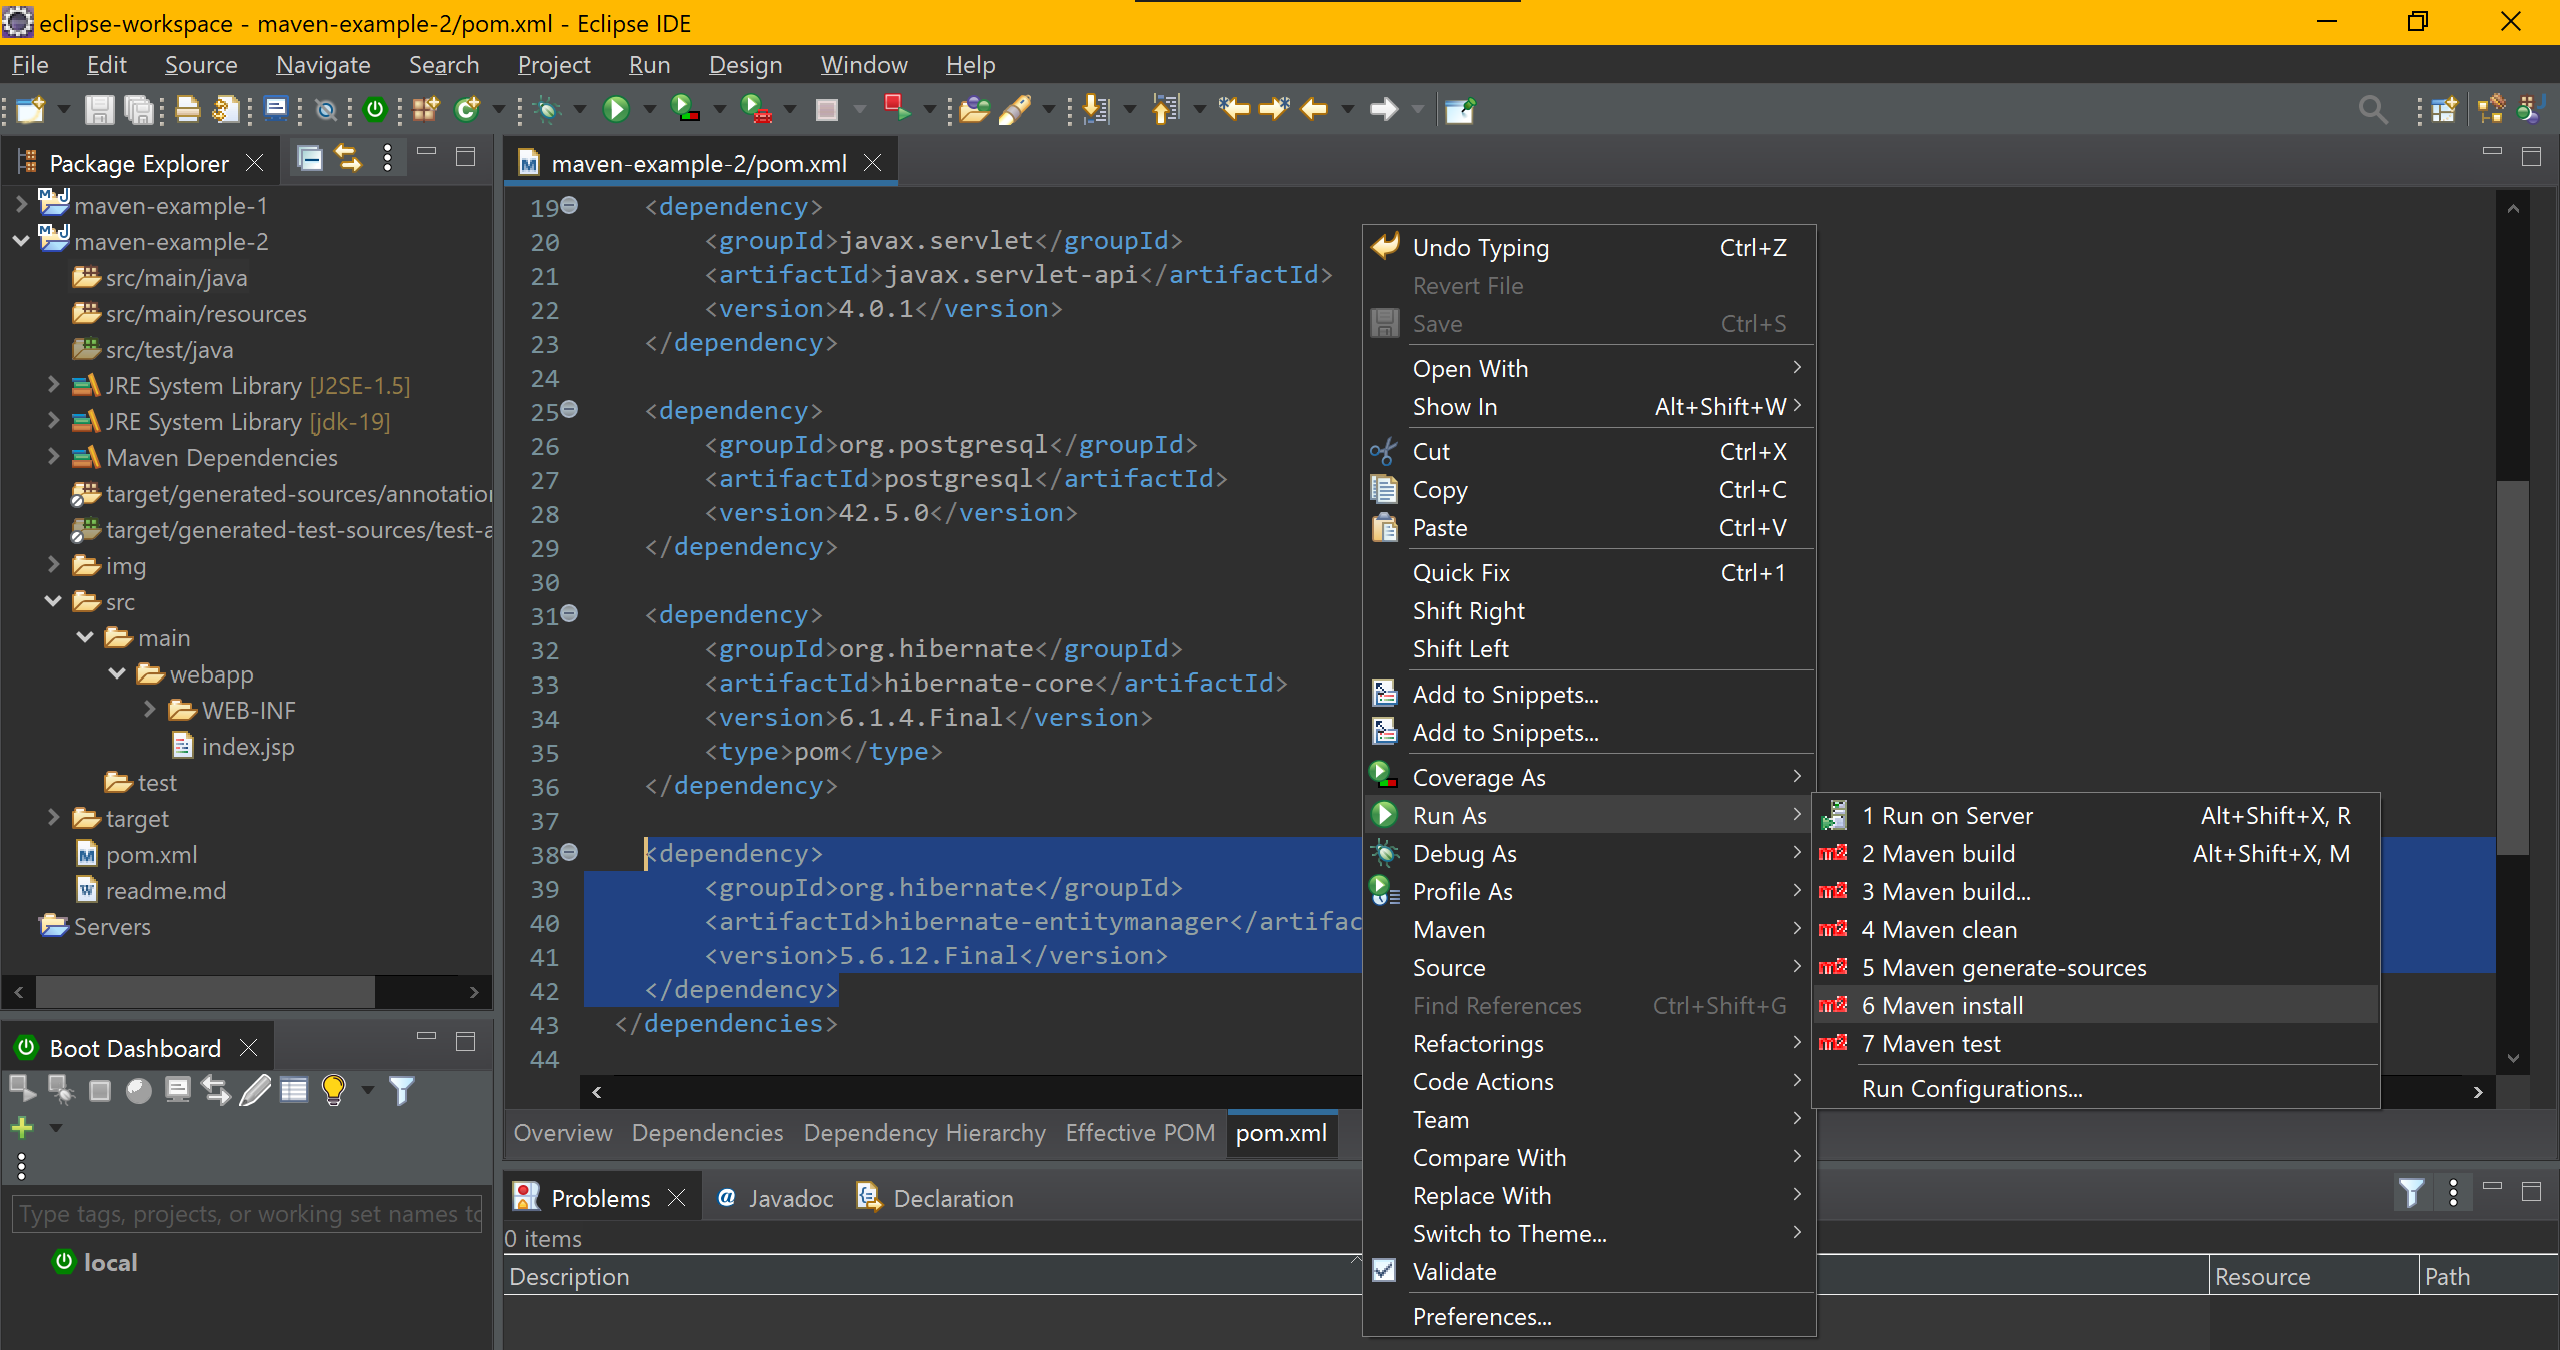 eclipse-workspace - maven-example-2/pom.xml - Eclipse IDE
File Edit Source Navigate Search Project Run Design Window Help
Package Explorer
maven-example-1
maven-example-2
src/main/java
src/main/resources
src/test/java
JRE System Library [J2SE-1.5]
JRE System Library [jdk-19]
Maven Dependencies
target/generated-sources/annotation
target/generated-test-sources/test-a
img
src
main
webapp
WEB-INF
index.jsp
test
target
pom.xml
readme.md
Servers
Boot Dashboard
Type tags, projects, or working set names to
local
maven-example-2/pom.xml
19 <dependency>
20 <groupId>javax.servlet</groupId>
21 <artifactId>javax.servlet-api</artifactId>
22 <version>4.0.1</version>
23 </dependency>
24
25 <dependency>
26 <groupId>org.postgresql</groupId>
27 <artifactId>postgresql</artifactId>
28 <version>42.5.0</version>
29 </dependency>
30
31 <dependency>
32 <groupId>org.hibernate</groupId>
33 <artifactId>hibernate-core</artifactId>
34 <version>6.1.4.Final</version>
35 <type>pom</type>
36 </dependency>
37
38 <dependency>
39 <groupId>org.hibernate</groupId>
40 <artifactId>hibernate-entitymanager</artifac
41 <version>5.6.12.Final</version>
42 </dependency>
43 </dependencies>
44
Overview Dependencies Dependency Hierarchy Effective POM pom.xml
Problems @ Javadoc Declaration
0 items
Description Resource Path
Undo Typing Ctrl+Z
Revert File
Save Ctrl+S
Open With
Show In Alt+Shift+W
Cut Ctrl+X
Copy Ctrl+C
Paste Ctrl+V
Quick Fix Ctrl+1
Shift Right
Shift Left
Add to Snippets...
Add to Snippets...
Coverage As
Run As
Debug As
Profile As
Maven
Source
Find References Ctrl+Shift+G
Refactorings
Code Actions
Team
Compare With
Replace With
Switch to Theme...
Validate
Preferences...
1 Run on Server Alt+Shift+X, R
m2 2 Maven build Alt+Shift+X, M
m2 3 Maven build...
m2 4 Maven clean
m2 5 Maven generate-sources
m2 6 Maven install
m2 7 Maven test
Run Configurations...